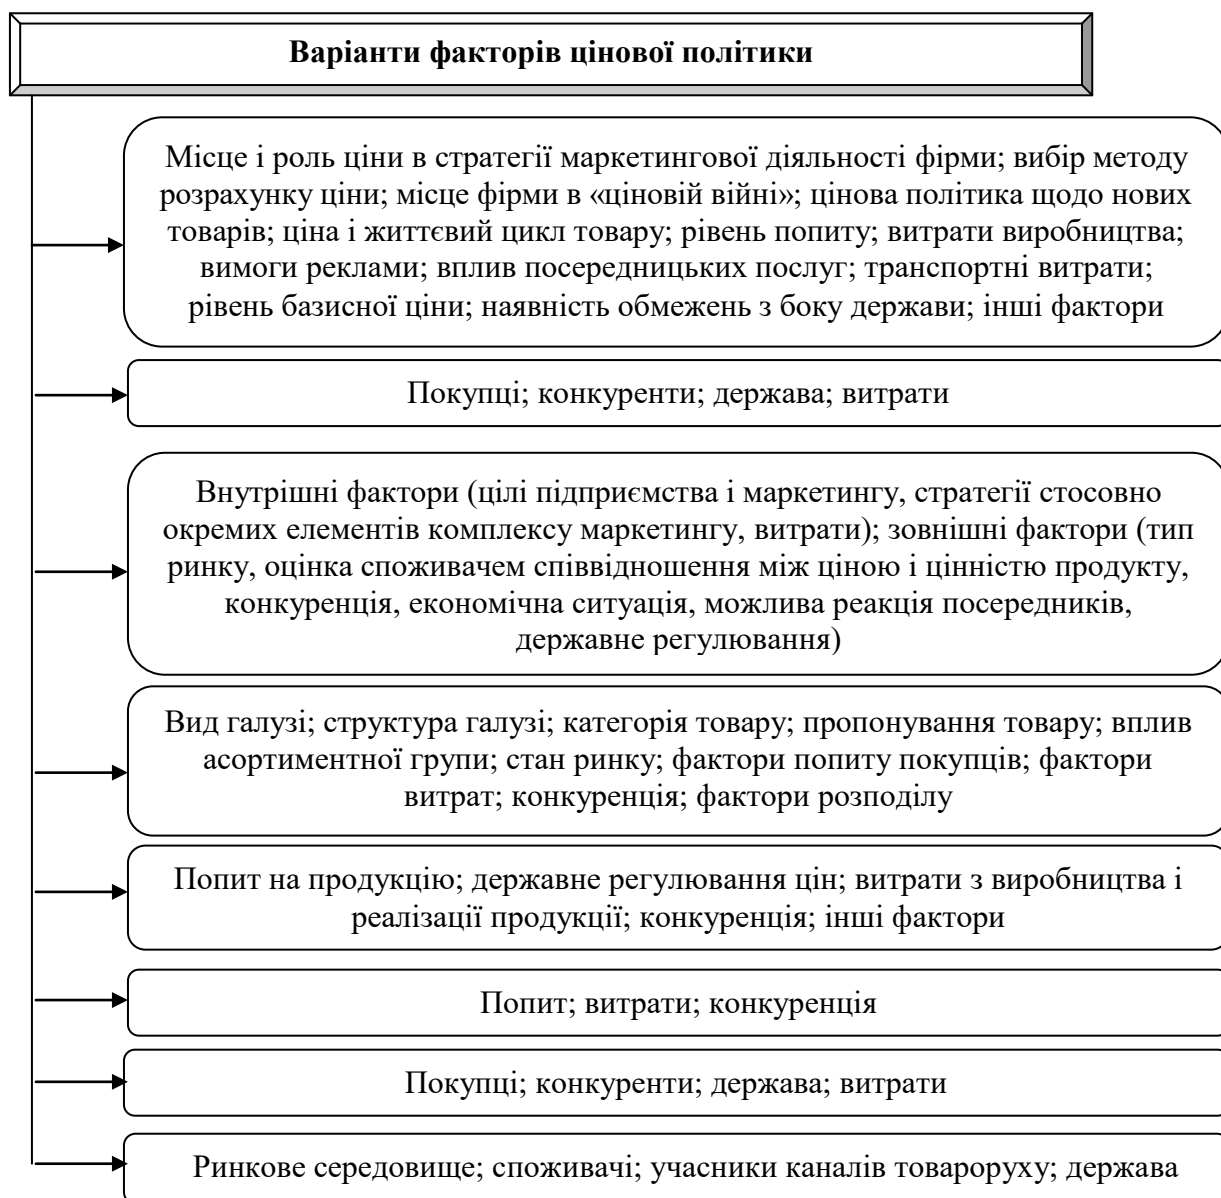 Варіанти факторів цінової політики
Місце і роль ціни в стратегії маркетингової діяльності фірми; вибір методу
розрахунку ціни; місце фірми в «ціновій війні»; цінова політика щодо нових
товарів; ціна і життєвий цикл товару; рівень попиту; витрати виробництва;
вимоги реклами; вплив посередницьких послуг; транспортні витрати;
рівень базисної ціни; наявність обмежень з боку держави; інші фактори
Покупці; конкуренти; держава; витрати
Внутрішні фактори (цілі підприємства і маркетингу, стратегії стосовно
окремих елементів комплексу маркетингу, витрати); зовнішні фактори (тип
ринку, оцінка споживачем співвідношення між ціною і цінністю продукту,
конкуренція, економічна ситуація, можлива реакція посередників,
державне регулювання)
Вид галузі; структура галузі; категорія товару; пропонування товару; вплив
асортиментної групи; стан ринку; фактори попиту покупців; фактори
витрат; конкуренція; фактори розподілу
Попит на продукцію; державне регулювання цін; витрати з виробництва і
реалізації продукції; конкуренція; інші фактори
Попит; витрати; конкуренція
Покупці; конкуренти; держава; витрати
Ринкове середовище; споживачі; учасники каналів товароруху; держава